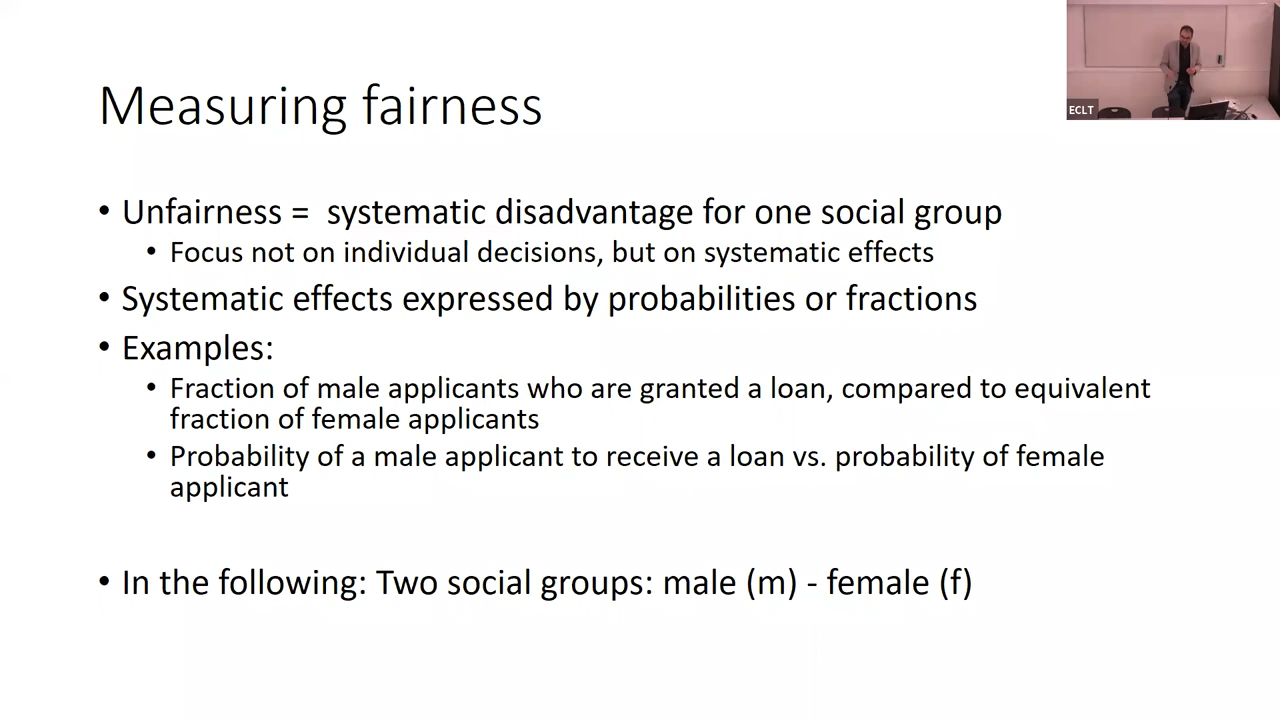 Measuring fairness
ECLT
• Unfairness = systematic disadvantage for one social group
• Focus not on individual decisions, but on systematic effects
• Systematic effects expressed by probabilities or fractions
• Examples:
• Fraction of male applicants who are granted a loan, compared to equivalent
fraction of female applicants
• Probability of a male applicant to receive a loan vs. probability of female
applicant
• In the following: Two social groups: male (m) - female (f)